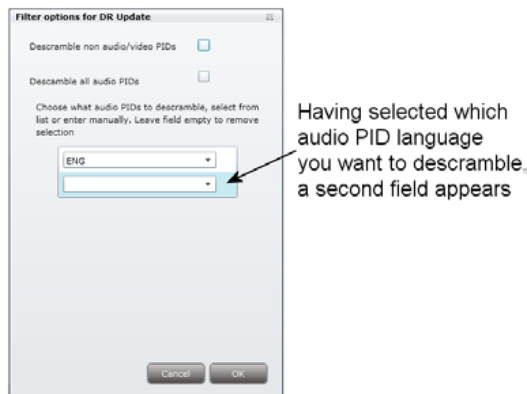 Filter options for DR Update
Descramble non audio/video PIDs
Descamble all audio PIDs
Choose what audio PIDs to descramble, select from
list or enter manually. Leave field empty to remove
selection
ENG
Having selected which
audio PID language
you want to descramble,
a second field appears
Cancel OK